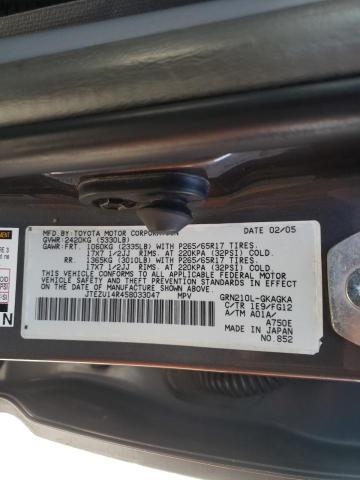 MFD.BY:TOYOTA MOTOR CORPORATION DATE 02/05
GVWR:2420KG (5330LB)
GAWR:FRT. 1060KG (2335LB) WITH P265/65R17 TIRES.
17X7 1/2JJ RIMS. AT 220KPA (32PSI) COLD.
RR. 1365KG (3010LB) WITH P265/65R17 TIRES.
17X7 1/2JJ RIMS. AT 220KPA (32PSI) COLD.
THIS VEHICLE CONFORMS TO ALL APPLICABLE FEDERAL MOTOR
VEHICLE SAFETY STANDARDS IN EFFECT ON THE DATE OF
MANUFACTURE SHOWN ABOVE.
JTEZU14R458033047 MPV GRN210L-GKAGKA
C/TR 1E9/FG12
A/TM A01A/
A750E
MADE IN JAPAN
NO.852
MENT
N